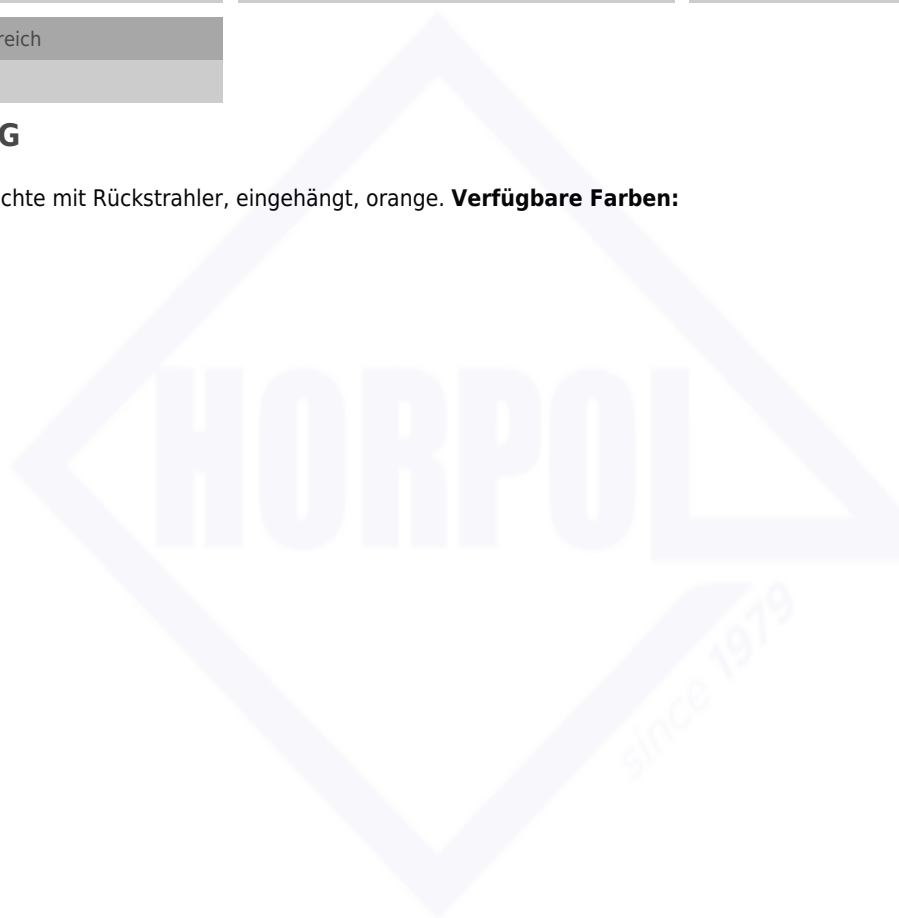 reich
G
chte mit Rückstrahler, eingehängt, orange. Verfügbare Farben:
HORPOL
since 1979